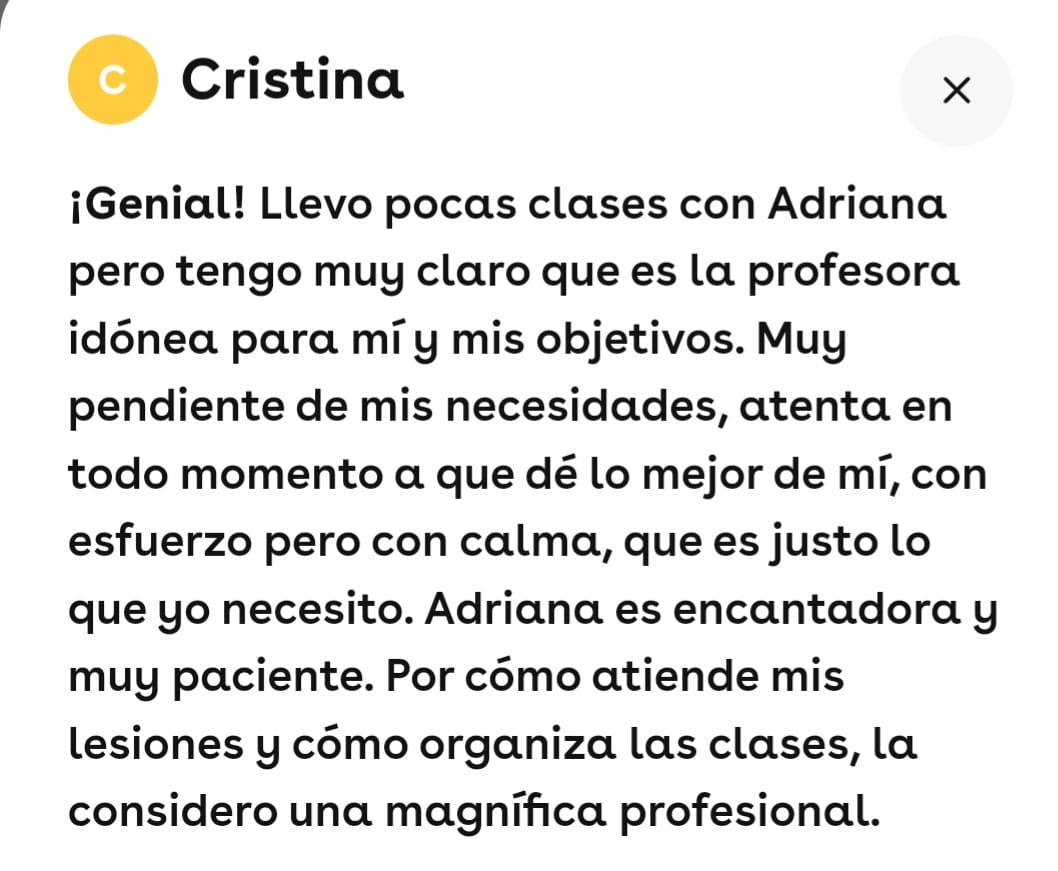 C Cristina
¡Genial! Llevo pocas clases con Adriana
pero tengo muy claro que es la profesora
idónea para mí y mis objetivos. Muy
pendiente de mis necesidades, atenta en
todo momento a que dé lo mejor de mí, con
esfuerzo pero con calma, que es justo lo
que yo necesito. Adriana es encantadora y
muy paciente. Por cómo atiende mis
lesiones y cómo organiza las clases, la
considero una magnífica profesional.